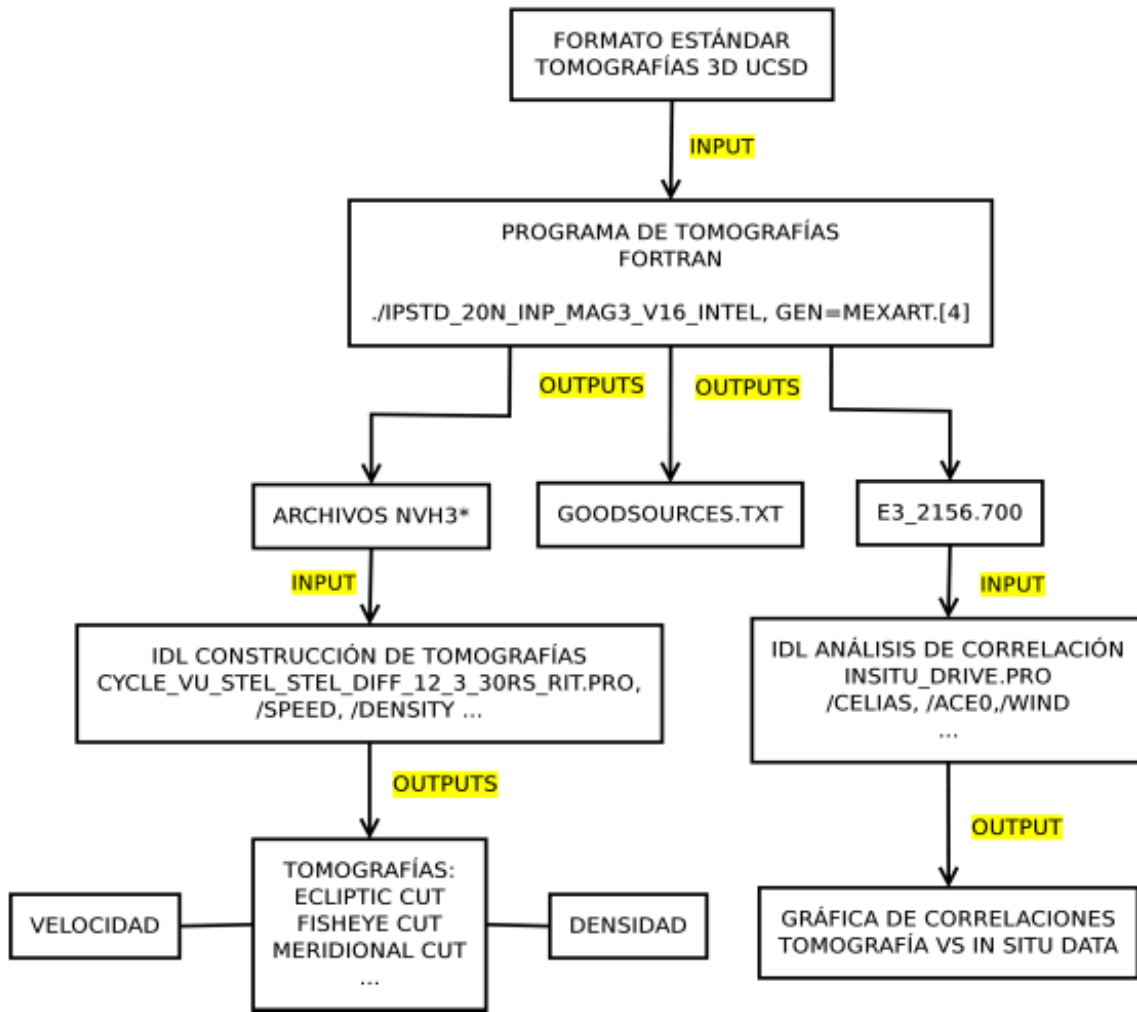 FORMATO ESTÁNDAR
TOMOGRAFÍAS 3D UCSD
INPUT
PROGRAMA DE TOMOGRAFÍAS
FORTRAN
./IPSTD_20N_INP_MAG3_V16_INTEL, GEN=MEXART.[4]
OUTPUTS
OUTPUTS
ARCHIVOS NVH3*
GOODSOURCES.TXT
E3_2156.700
INPUT
INPUT
IDL CONSTRUCCIÓN DE TOMOGRAFÍAS
CYCLE_VU_STEL_STEL_DIFF_12_3_30RS_RIT.PRO,
/SPEED, /DENSITY ...
IDL ANÁLISIS DE CORRELACIÓN
INSITU_DRIVE.PRO
/CELIAS, /ACE0,/WIND
...
OUTPUTS
OUTPUT
VELOCIDAD
TOMOGRAFÍAS:
ECLIPTIC CUT
FISHEYE CUT
MERIDIONAL CUT
...
DENSIDAD
GRÁFICA DE CORRELACIONES
TOMOGRAFÍA VS IN SITU DATA